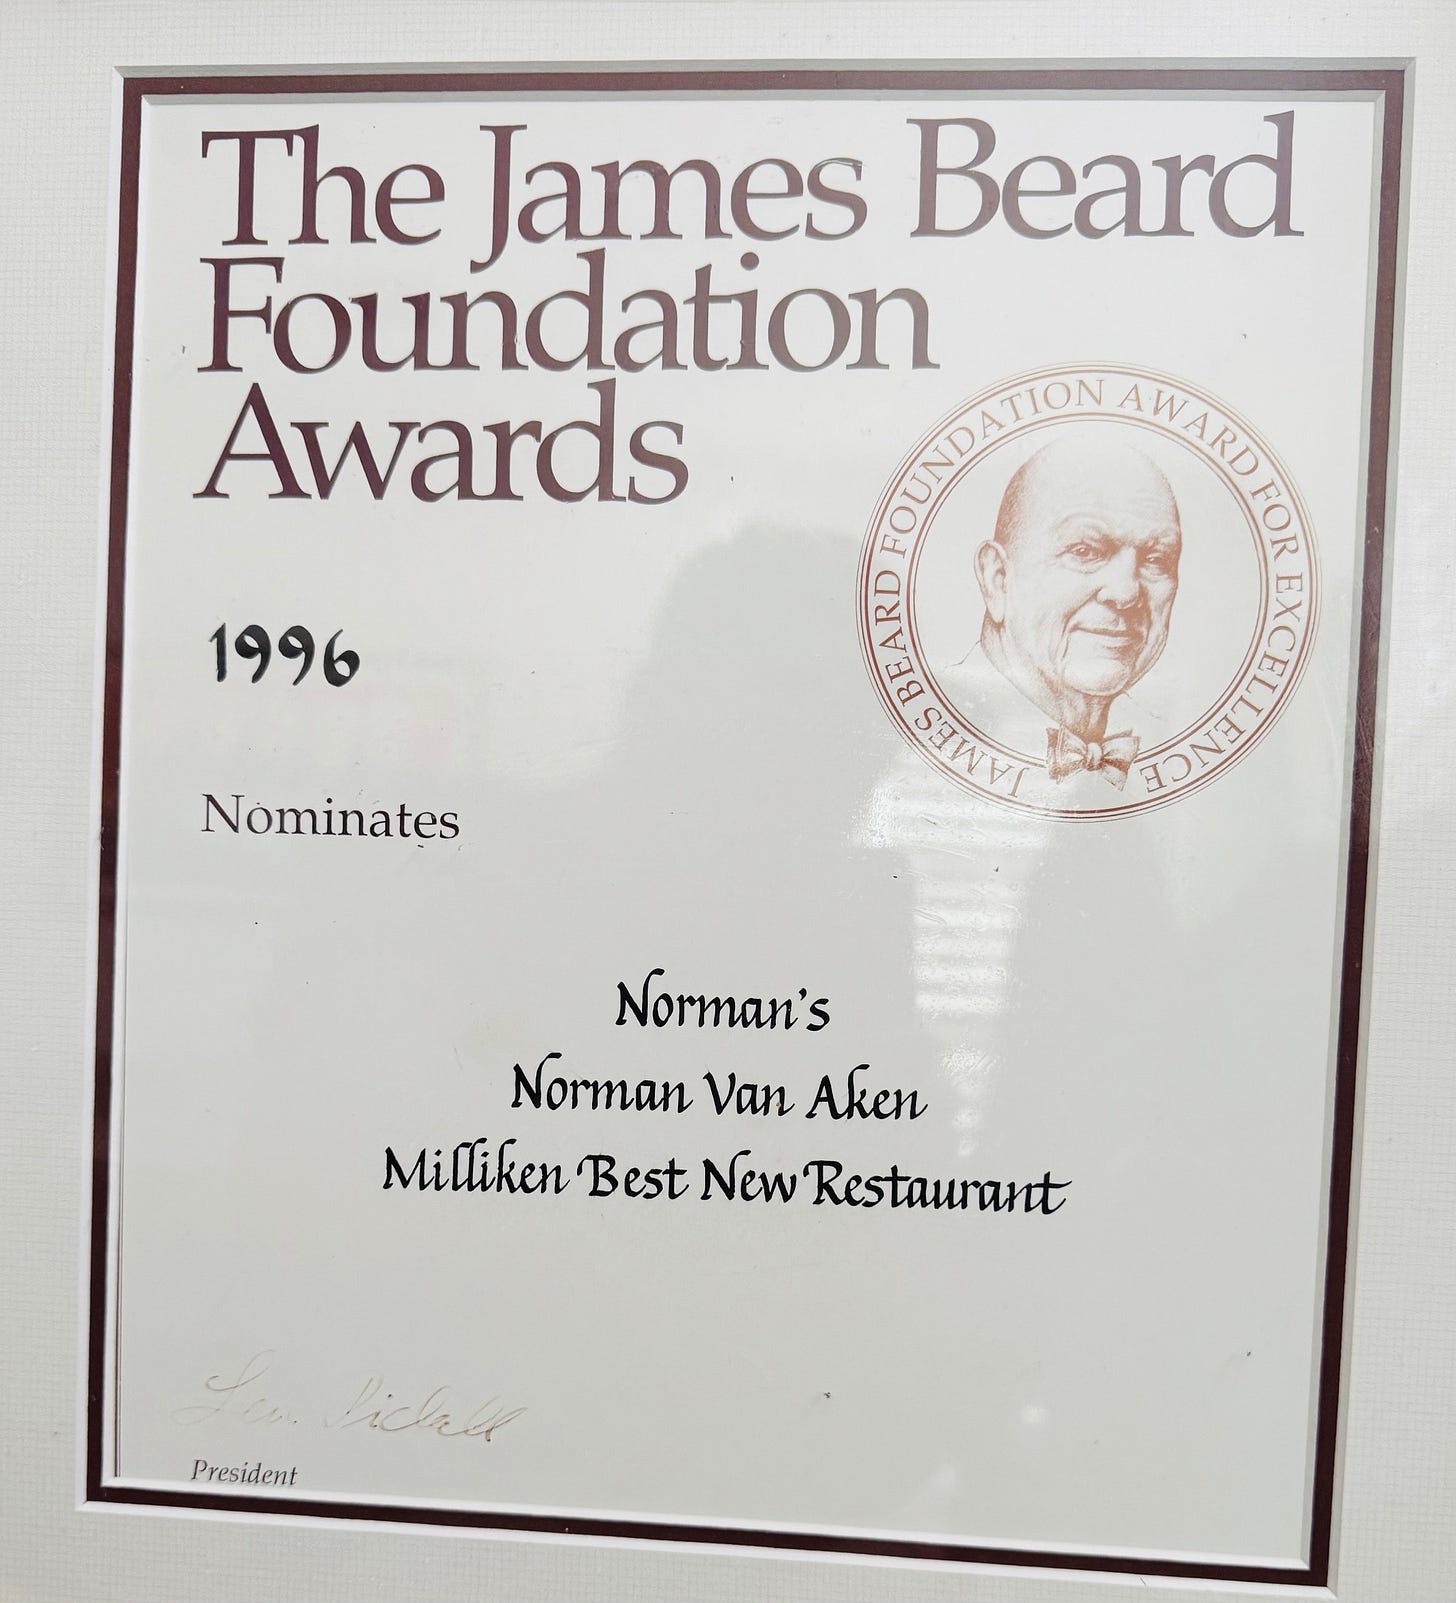 The James Beard
Foundation
Awards
JAMES BEARD FOUNDATION AWARD FOR EXCELLENCE
1996
Nominates
Norman's
Norman Van Aken
Milliken Best New Restaurant
President